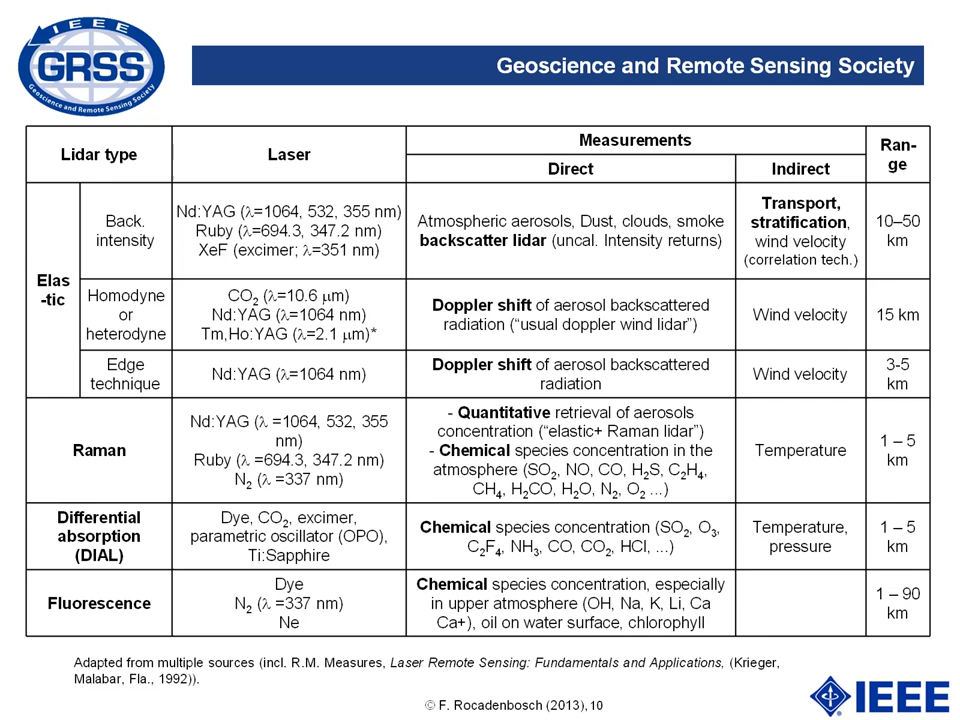 IEEE
GRSS
Geoscience and Remote Sensing Society
Geoscience and Remote Sensing Society
Lidar type
Laser
Measurements
Ran-
ge
Direct
Indirect
Elas
-tic
Back.
intensity
Nd:YAG (λ=1064, 532, 355 nm)
Ruby (λ=694.3, 347.2 nm)
XeF (excimer; λ=351 nm)
Atmospheric aerosols, Dust, clouds, smoke
backscatter lidar (uncal. Intensity returns)
Transport,
stratification,
wind velocity
(correlation tech.)
10–50
km
Homodyne
or
heterodyne
CO₂ (λ=10.6 μm)
Nd:YAG (λ=1064 nm)
Tm,Ho:YAG (λ=2.1 μm)*
Doppler shift of aerosol backscattered
radiation (“usual doppler wind lidar”)
Wind velocity
15 km
Edge
technique
Nd:YAG (λ=1064 nm)
Doppler shift of aerosol backscattered
radiation
Wind velocity
3-5
km
Raman
Nd:YAG (λ =1064, 532, 355
nm)
Ruby (λ =694.3, 347.2 nm)
N₂ (λ =337 nm)
- Quantitative retrieval of aerosols
concentration (“elastic+ Raman lidar”)
- Chemical species concentration in the
atmosphere (SO₂, NO, CO, H₂S, C₂H₄,
CH₄, H₂CO, H₂O, N₂, O₂ ...)
Temperature
1 – 5
km
Differential
absorption
(DIAL)
Dye, CO₂, excimer,
parametric oscillator (OPO),
Ti:Sapphire
Chemical species concentration (SO₂, O₃,
C₂F₄, NH₃, CO, CO₂, HCl, ...)
Temperature,
pressure
1 – 5
km
Fluorescence
Dye
N₂ (λ =337 nm)
Ne
Chemical species concentration, especially
in upper atmosphere (OH, Na, K, Li, Ca
Ca+), oil on water surface, chlorophyll
1 – 90
km
Adapted from multiple sources (incl. R.M. Measures, Laser Remote Sensing: Fundamentals and Applications, (Krieger,
Malabar, Fla., 1992)).
© F. Rocadenbosch (2013), 10
IEEE